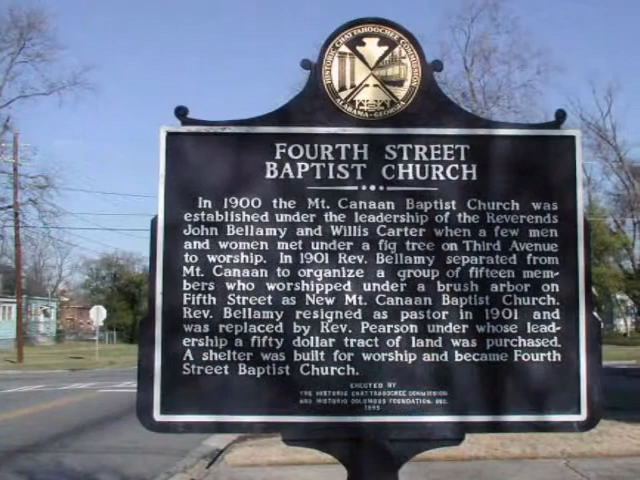 HISTORIC CHATTAHOOCHEE COMMISSION
ALABAMA - GEORGIA
FOURTH STREET
BAPTIST CHURCH
In 1900 the Mt. Canaan Baptist Church was
established under the leadership of the Reverends
John Bellamy and Willis Carter when a few men
and women met under a fig tree on Third Avenue
to worship. In 1901 Rev. Bellamy separated from
Mt. Canaan to organize a group of fifteen mem-
bers who worshipped under a brush arbor on
Fifth Street as New Mt. Canaan Baptist Church.
Rev. Bellamy resigned as pastor in 1901 and
was replaced by Rev. Pearson under whose lead-
ership a fifty dollar tract of land was purchased.
A shelter was built for worship and became Fourth
Street Baptist Church.
ERECTED BY
THE HISTORIC CHATTAHOOCHEE COMMISSION
AND HISTORIC COLUMBUS FOUNDATION, INC.
1995